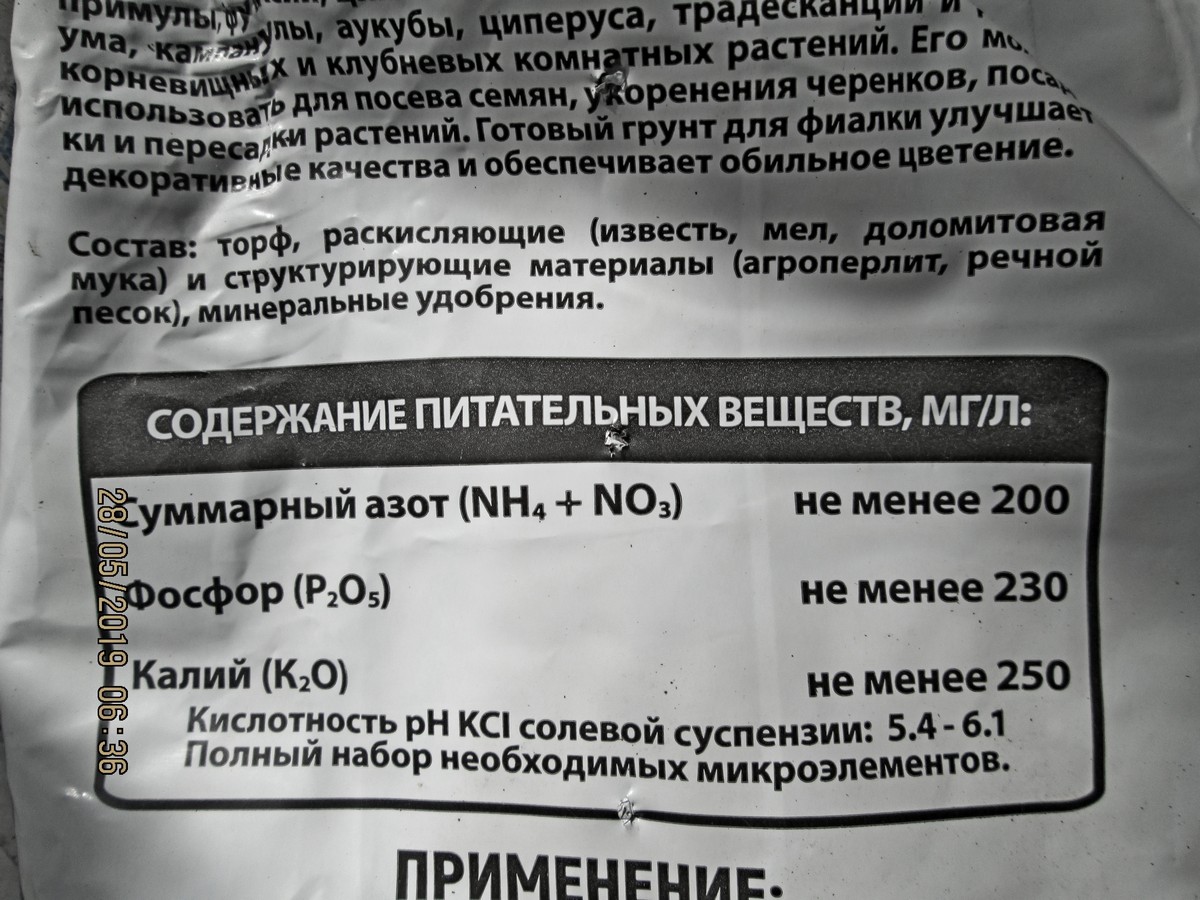 примулы, аукубы, циперуса, традесканции и
корневищных и клубневых комнатных растений. Его
использовать для посева семян, укоренения черенков,
ки и пересадки растений. Готовый грунт для фиалки улучшает
декоративные качества и обеспечивает обильное цветение.
Состав: торф, раскисляющие (известь, мел, доломитовая
мука) и структурирующие материалы (агроперлит, речной
песок), минеральные удобрения.
СОДЕРЖАНИЕ ПИТАТЕЛЬНЫХ ВЕЩЕСТВ, МГ/Л:
Суммарный азот (NH₄ + NO₃) не менее 200
Фосфор (P₂O₅) не менее 230
Калий (K₂O) не менее 250
Кислотность pH KCl солевой суспензии: 5.4 - 6.1
Полный набор необходимых микроэлементов.
ПРИМЕНЕНИЕ:
28/05/2019 06:36